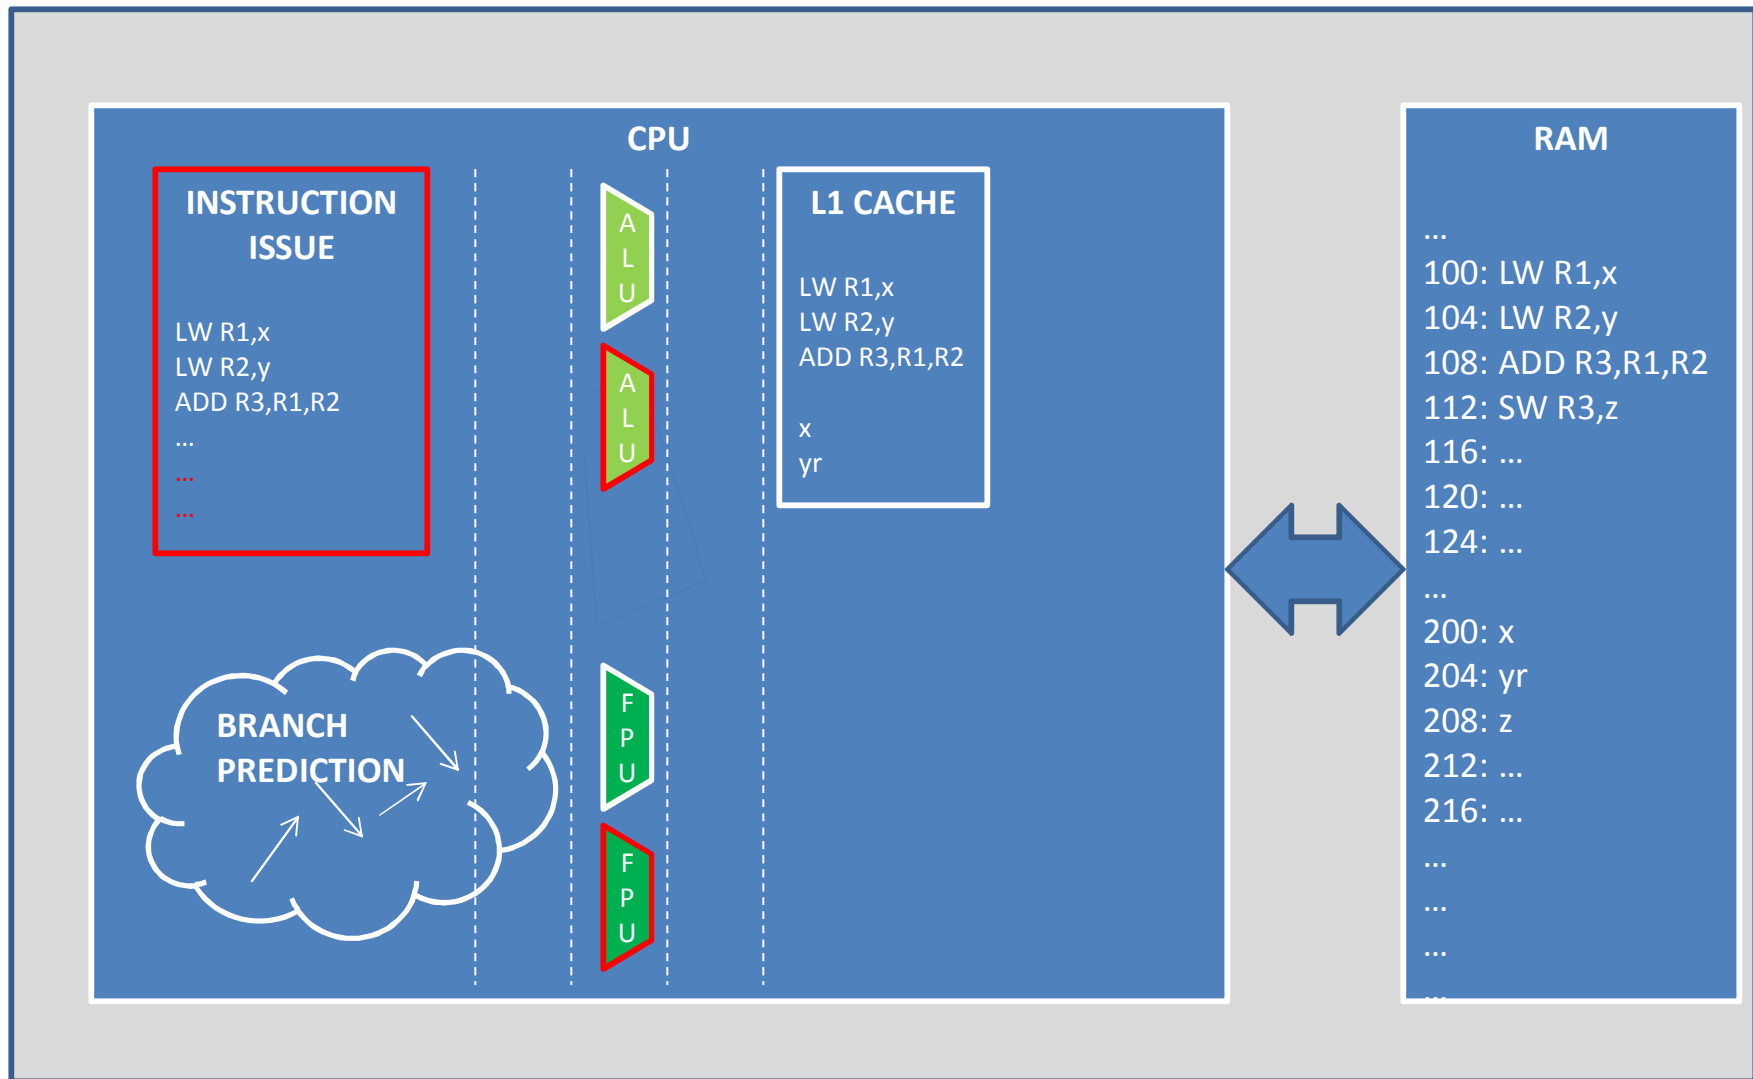 CPU
INSTRUCTION
ISSUE
LW R1,x
LW R2,y
ADD R3,R1,R2
...
...
...
BRANCH
PREDICTION
A
L
U
A
L
U
F
P
U
F
P
U
L1 CACHE
LW R1,x
LW R2,y
ADD R3,R1,R2
x
yr
RAM
...
100: LW R1,x
104: LW R2,y
108: ADD R3,R1,R2
112: SW R3,z
116: ...
120: ...
124: ...
...
200: x
204: yr
208: z
212: ...
216: ...
...
...
...
...